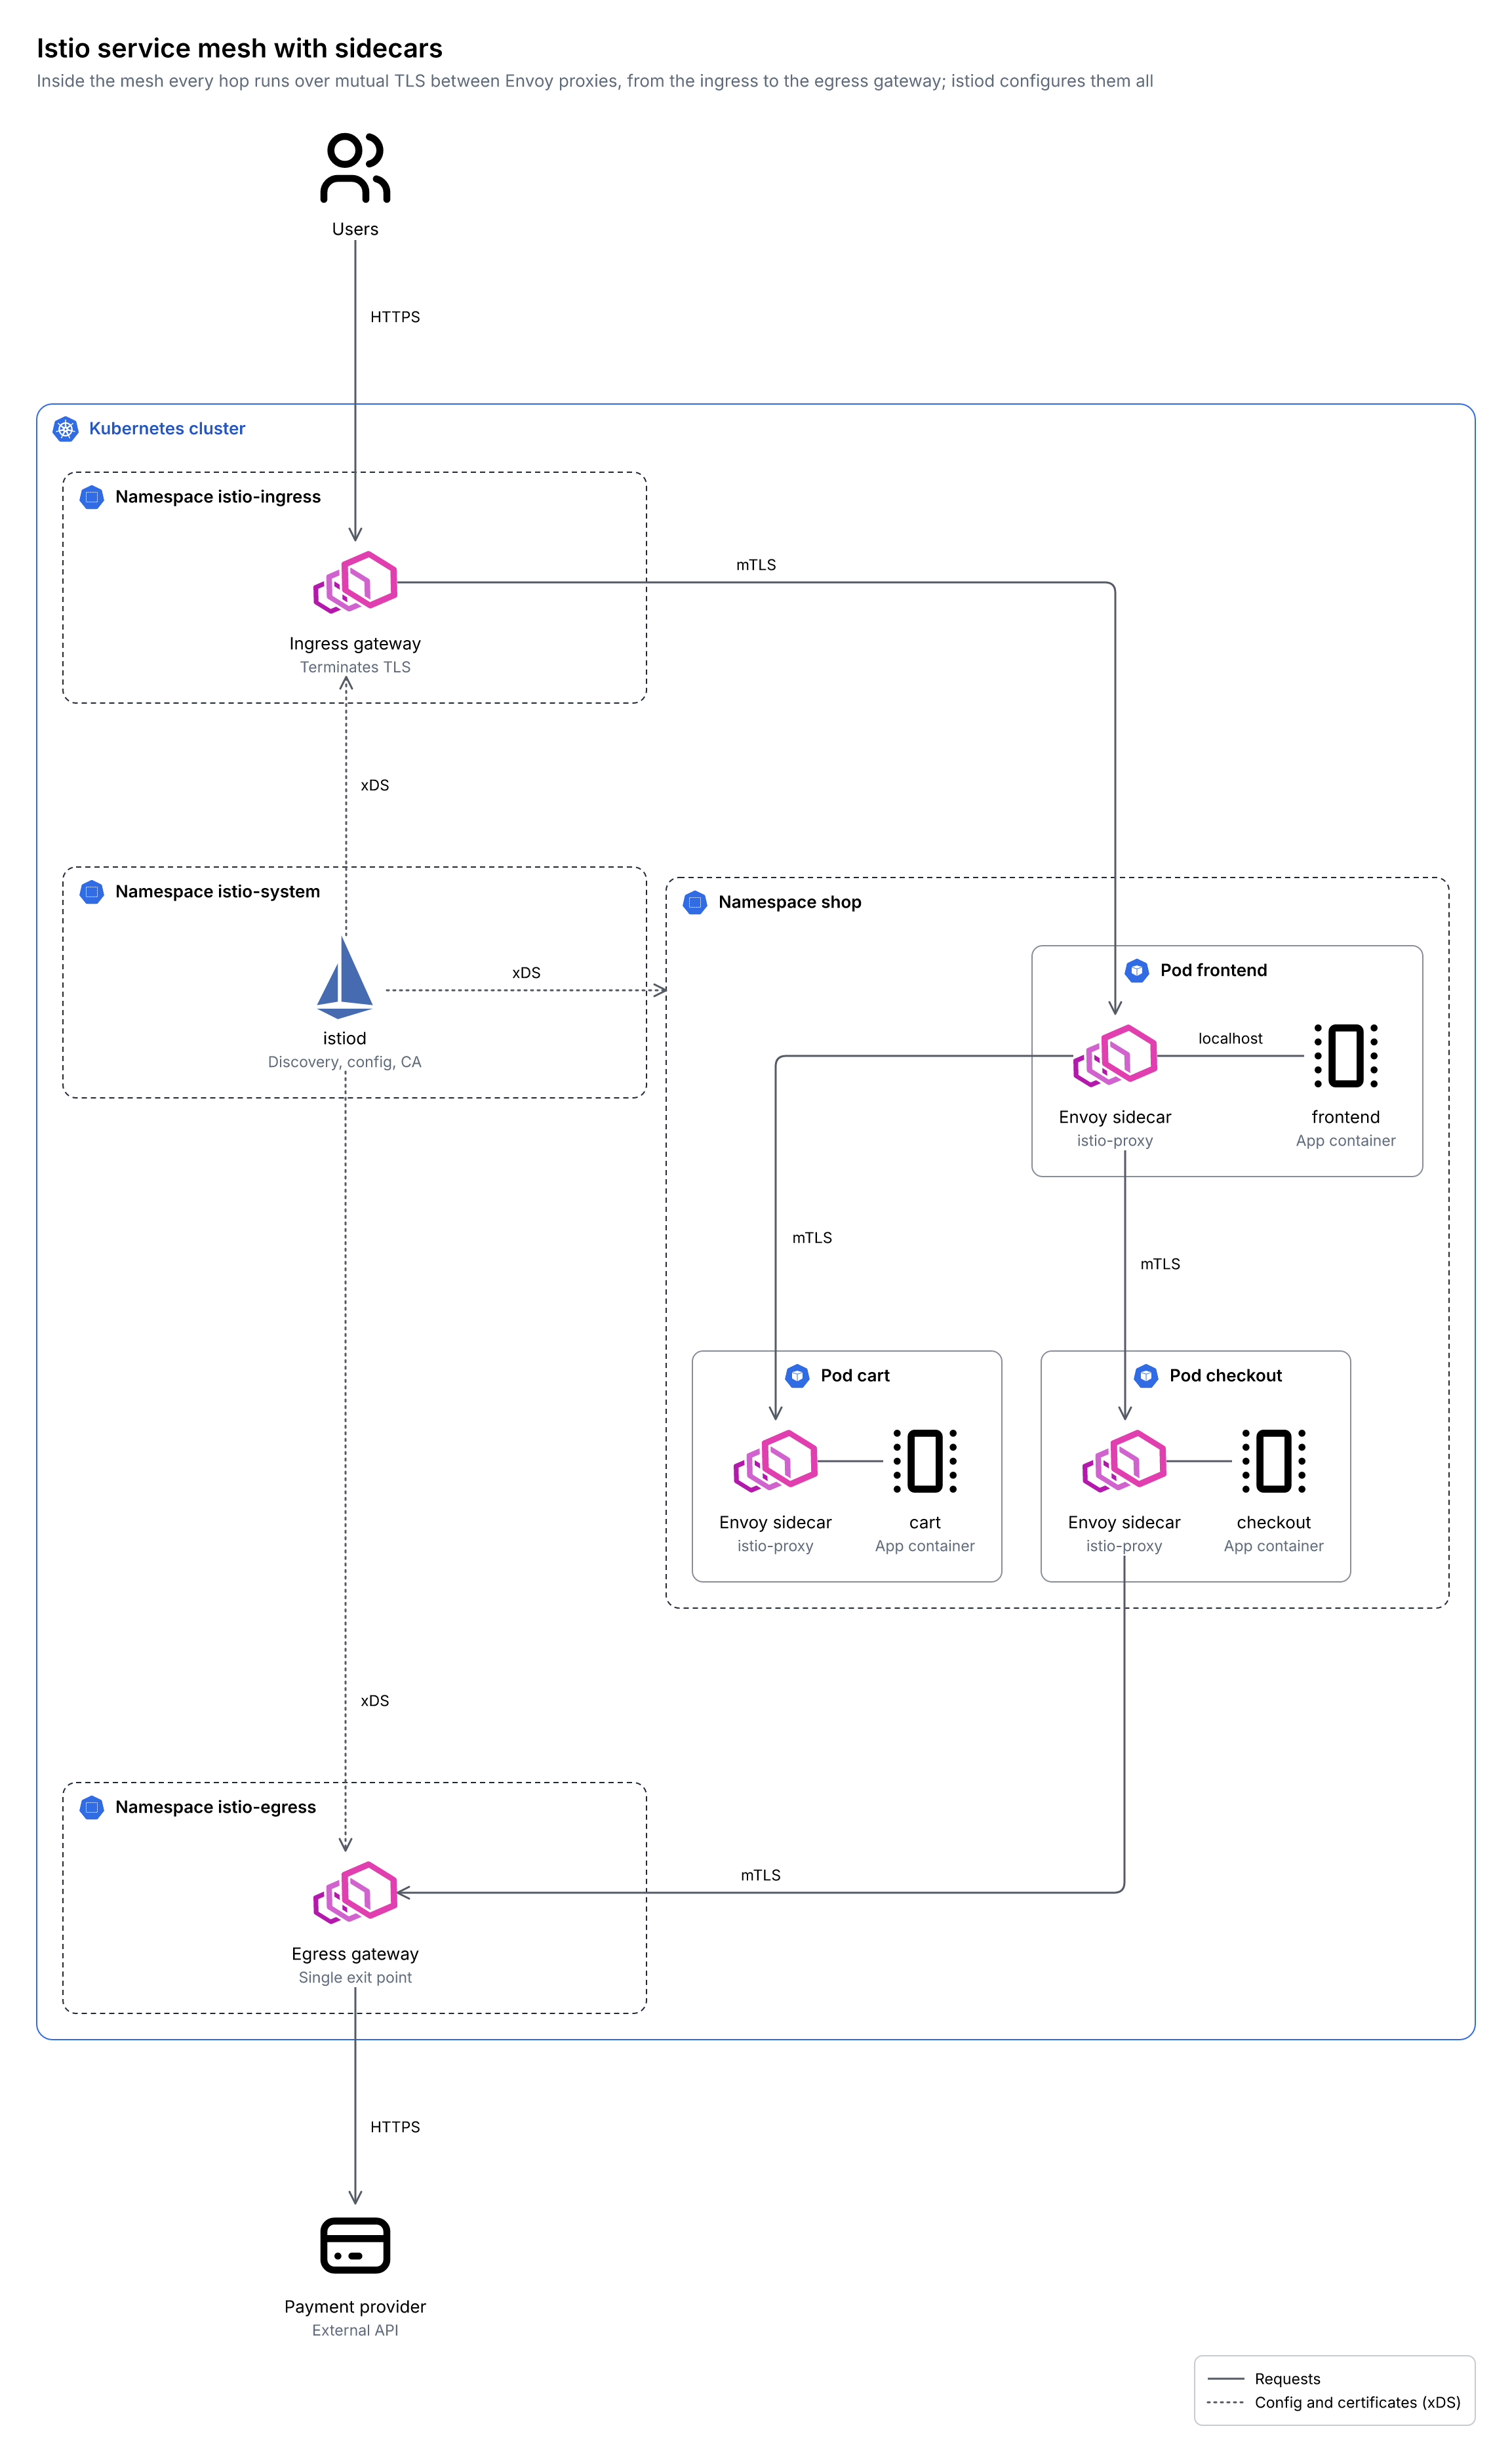 Istio service mesh with sidecars
Inside the mesh every hop runs over mutual TLS between Envoy proxies, from the ingress to the egress gateway; istiod configures them all
Users
HTTPS
Kubernetes cluster
Namespace istio-ingress
mTLS
Ingress gateway
Terminates TLS
xDS
Namespace istio-system
Namespace shop
xDS
Pod frontend
istiod
Discovery, config, CA
localhost
Envoy sidecar
istio-proxy
frontend
App container
mTLS
mTLS
Pod cart
Pod checkout
Envoy sidecar
istio-proxy
cart
App container
Envoy sidecar
istio-proxy
checkout
App container
xDS
Namespace istio-egress
mTLS
Egress gateway
Single exit point
HTTPS
Payment provider
External API
Requests
Config and certificates (xDS)